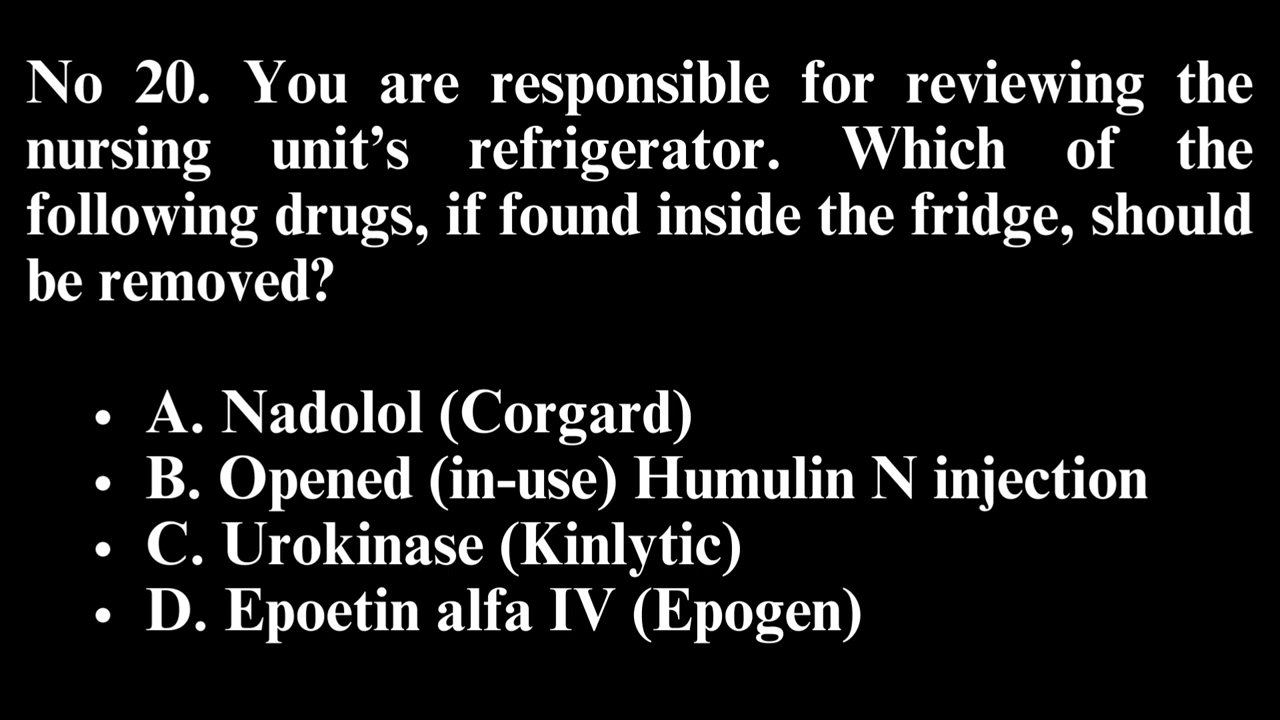 No 20. You are responsible for reviewing the
nursing unit’s refrigerator. Which of the
following drugs, if found inside the fridge, should
be removed?
• A. Nadolol (Corgard)
• B. Opened (in-use) Humulin N injection
• C. Urokinase (Kinlytic)
• D. Epoetin alfa IV (Epogen)